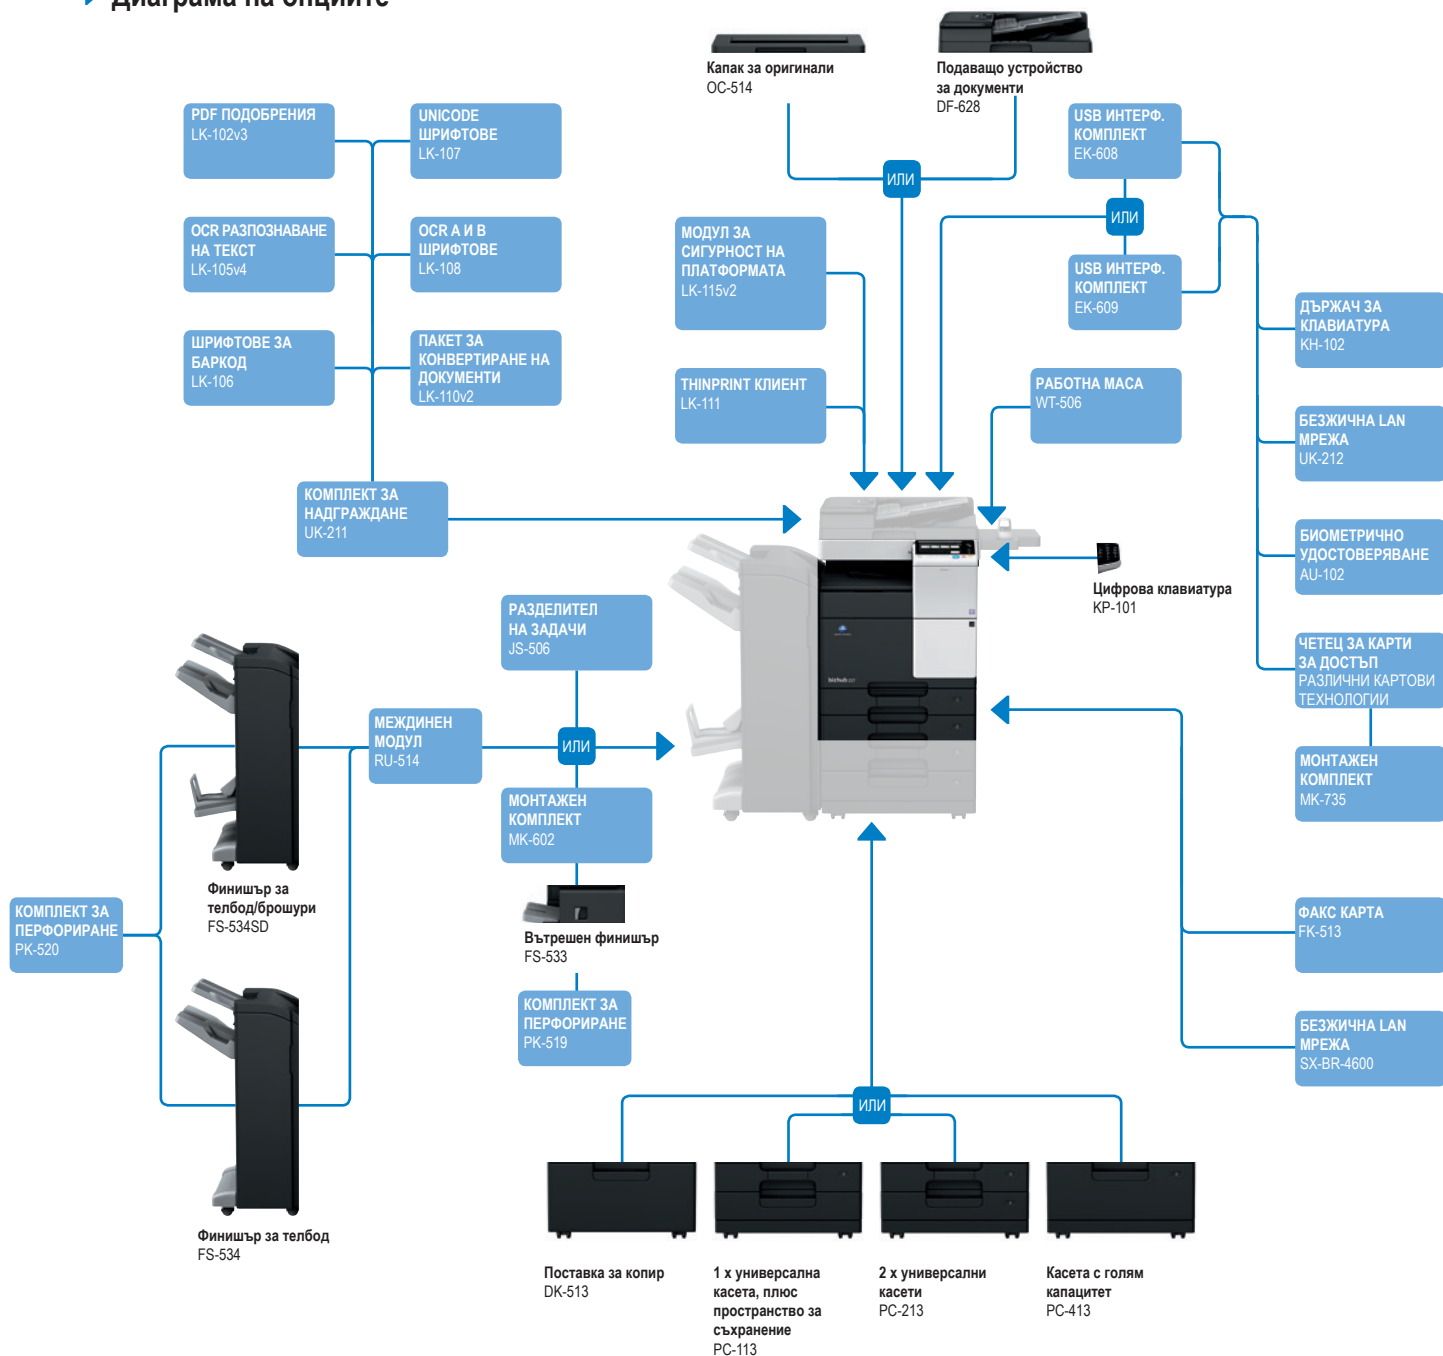 Диаграма на опциите
Капак за оригинали
OC-514
Подаващо устройство
за документи
DF-628
PDF ПОДОБРЕНИЯ
LK-102v3
UNICODE
ШРИФТОВЕ
LK-107
USB ИНТЕРФ.
КОМПЛЕКТ
EK-608
ИЛИ
ИЛИ
OCR РАЗПОЗНАВАНЕ
НА ТЕКСТ
LK-105v4
OCR A И B
ШРИФТОВЕ
LK-108
МОДУЛ ЗА
СИГУРНОСТ НА
ПЛАТФОРМАТА
LK-115v2
USB ИНТЕРФ.
КОМПЛЕКТ
EK-609
ДЪРЖАЧ ЗА
КЛАВИАТУРА
KH-102
ШРИФТОВЕ ЗА
БАРКОД
LK-106
ПАКЕТ ЗА
КОНВЕРТИРАНЕ НА
ДОКУМЕНТИ
LK-110v2
THINPRINT КЛИЕНТ
LK-111
РАБОТНА МАСА
WT-506
БЕЗЖИЧНА LAN
МРЕЖА
UK-212
КОМПЛЕКТ ЗА
НАДГРАЖДАНЕ
UK-211
БИОМЕТРИЧНО
УДОСТОВЕРЯВАНЕ
AU-102
Цифрова клавиатура
KP-101
РАЗДЕЛИТЕЛ
НА ЗАДАЧИ
JS-506
ЧЕТЕЦ ЗА КАРТИ
ЗА ДОСТЪП
РАЗЛИЧНИ КАРТОВИ
ТЕХНОЛОГИИ
bizhub 227
МЕЖДИНЕН
МОДУЛ
RU-514
ИЛИ
МОНТАЖЕН
КОМПЛЕКТ
MK-735
МОНТАЖЕН
КОМПЛЕКТ
MK-602
Финишър за
телбод/брошури
FS-534SD
КОМПЛЕКТ ЗА
ПЕРФОРИРАНЕ
PK-520
Вътрешен финишър
FS-533
ФАКС КАРТА
FK-513
КОМПЛЕКТ ЗА
ПЕРФОРИРАНЕ
PK-519
БЕЗЖИЧНА LAN
МРЕЖА
SX-BR-4600
ИЛИ
Финишър за телбод
FS-534
Поставка за копир
DK-513
1 x универсална
касета, плюс
пространство за
съхранение
PC-113
2 x универсални
касети
PC-213
Касета с голям
капацитет
PC-413